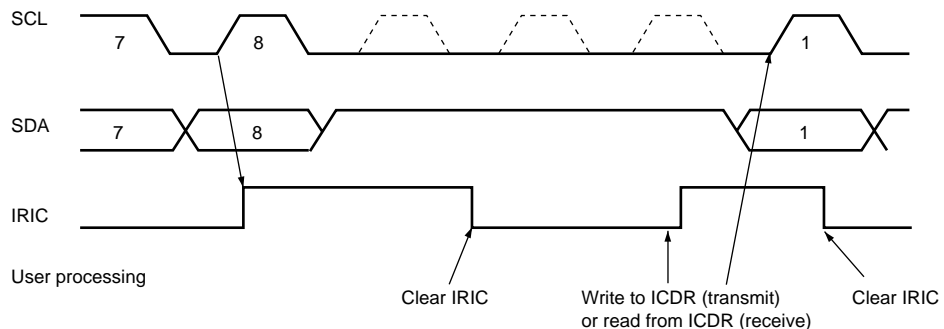 SCL
7
8
1
SDA
7
8
1
IRIC
User processing
Clear IRIC
Write to ICDR (transmit)
or read from ICDR (receive)
Clear IRIC